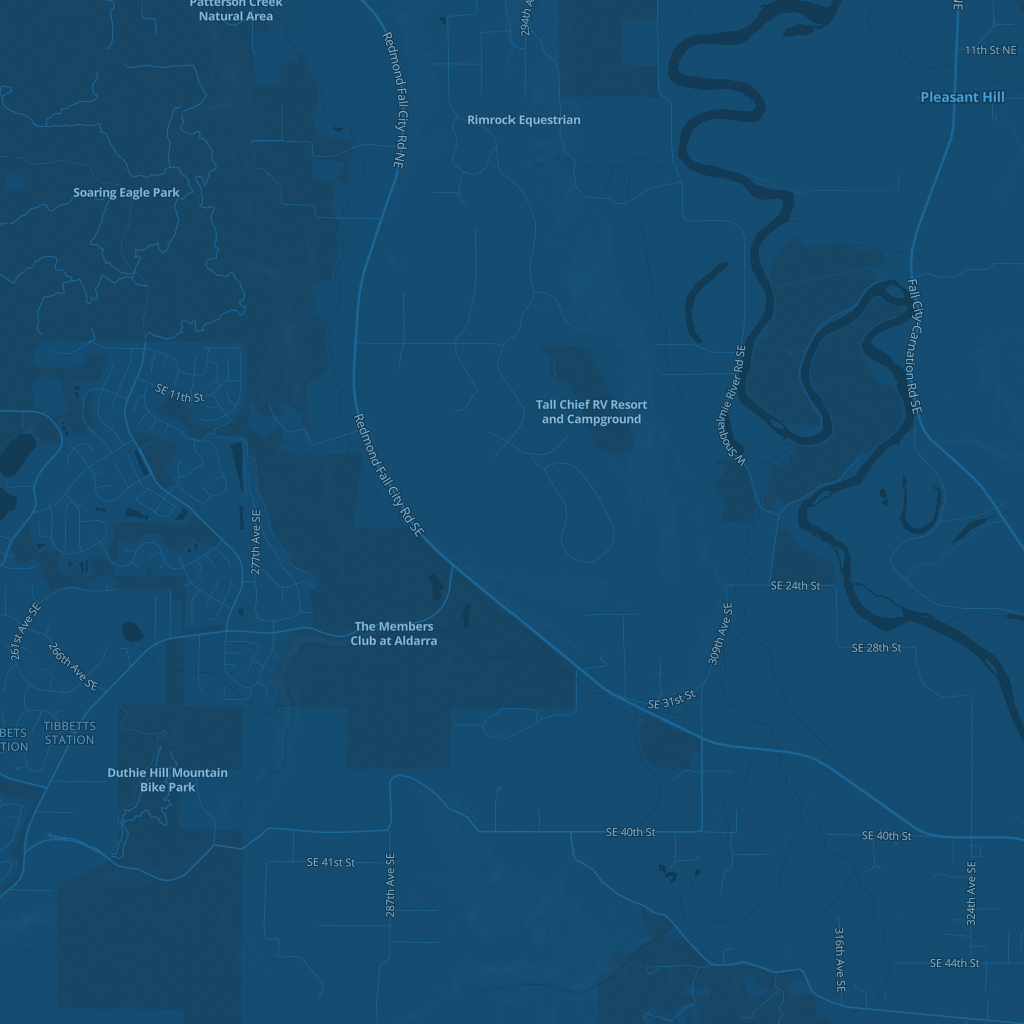 Patterson Creek
Natural Area
294th A
11th St NE
Pleasant Hill
Redmond Fall City Rd NE
Rimrock Equestrian
Soaring Eagle Park
Fall City-Carnation Rd SE
SE 11th St
W Snoqualmie River Rd SE
Tall Chief RV Resort
and Campground
Redmond Fall City Rd SE
277th Ave SE
SE 24th St
261st Ave SE
266th Ave SE
The Members
Club at Aldarra
309th Ave SE
SE 28th St
SE 31st St
BETS
TION
TIBBETTS
STATION
Duthie Hill Mountain
Bike Park
SE 40th St
SE 40th St
SE 41st St
287th Ave SE
324th Ave SE
316th Ave SE
SE 44th St